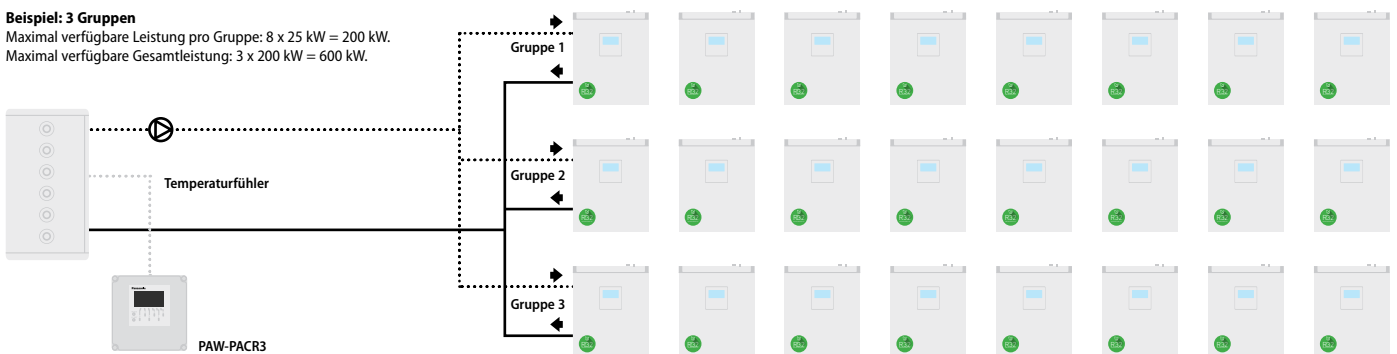 Beispiel: 3 Gruppen
Maximal verfügbare Leistung pro Gruppe: 8 x 25 kW = 200 kW.
Maximal verfügbare Gesamtleistung: 3 x 200 kW = 600 kW.
Gruppe 1
Gruppe 2
Temperaturfühler
Gruppe 3
PAW-PACR3